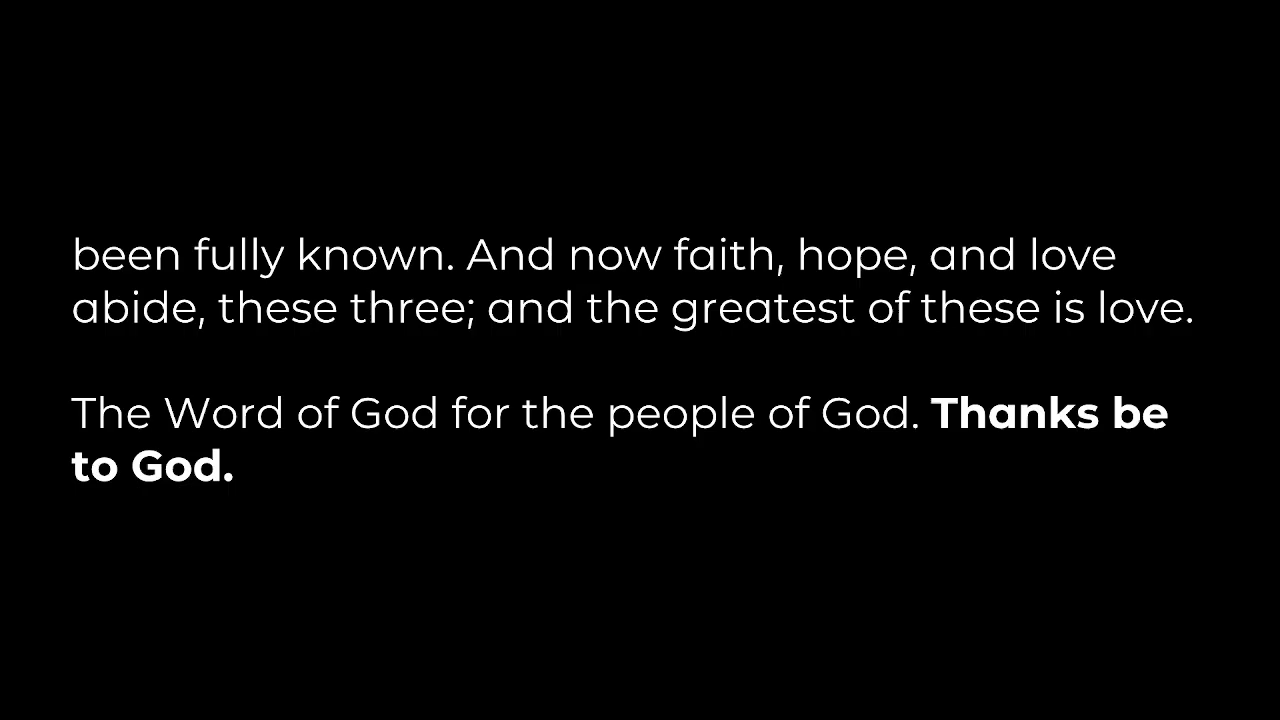 been fully known. And now faith, hope, and love
abide, these three; and the greatest of these is love.
The Word of God for the people of God. Thanks be
to God.